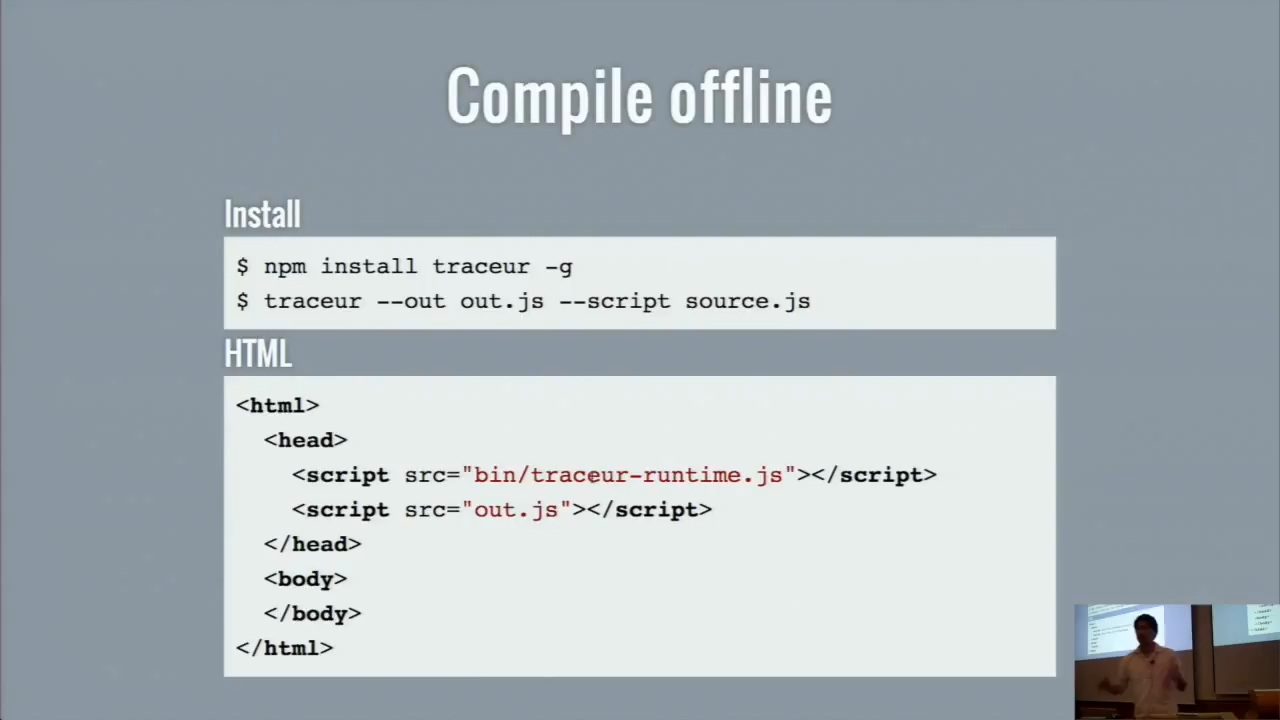 Compile offline
Install
$ npm install traceur -g
$ traceur --out out.js --script source.js
HTML
<html>
<head>
<script src="bin/traceur-runtime.js"></script>
<script src="out.js"></script>
</head>
<body>
</body>
</html>